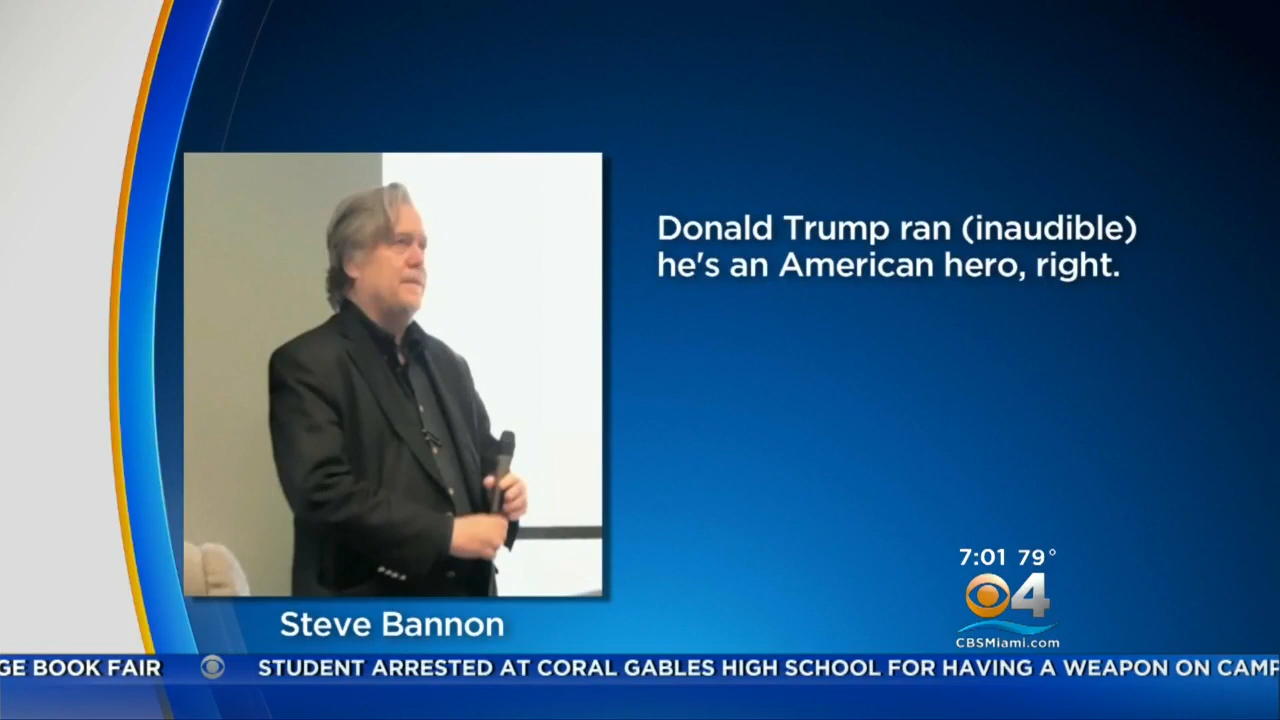 Donald Trump ran (inaudible)
he's an American hero, right.
7:01 79°
4
CBSMiami.com
Steve Bannon
GE BOOK FAIR STUDENT ARRESTED AT CORAL GABLES HIGH SCHOOL FOR HAVING A WEAPON ON CAMP